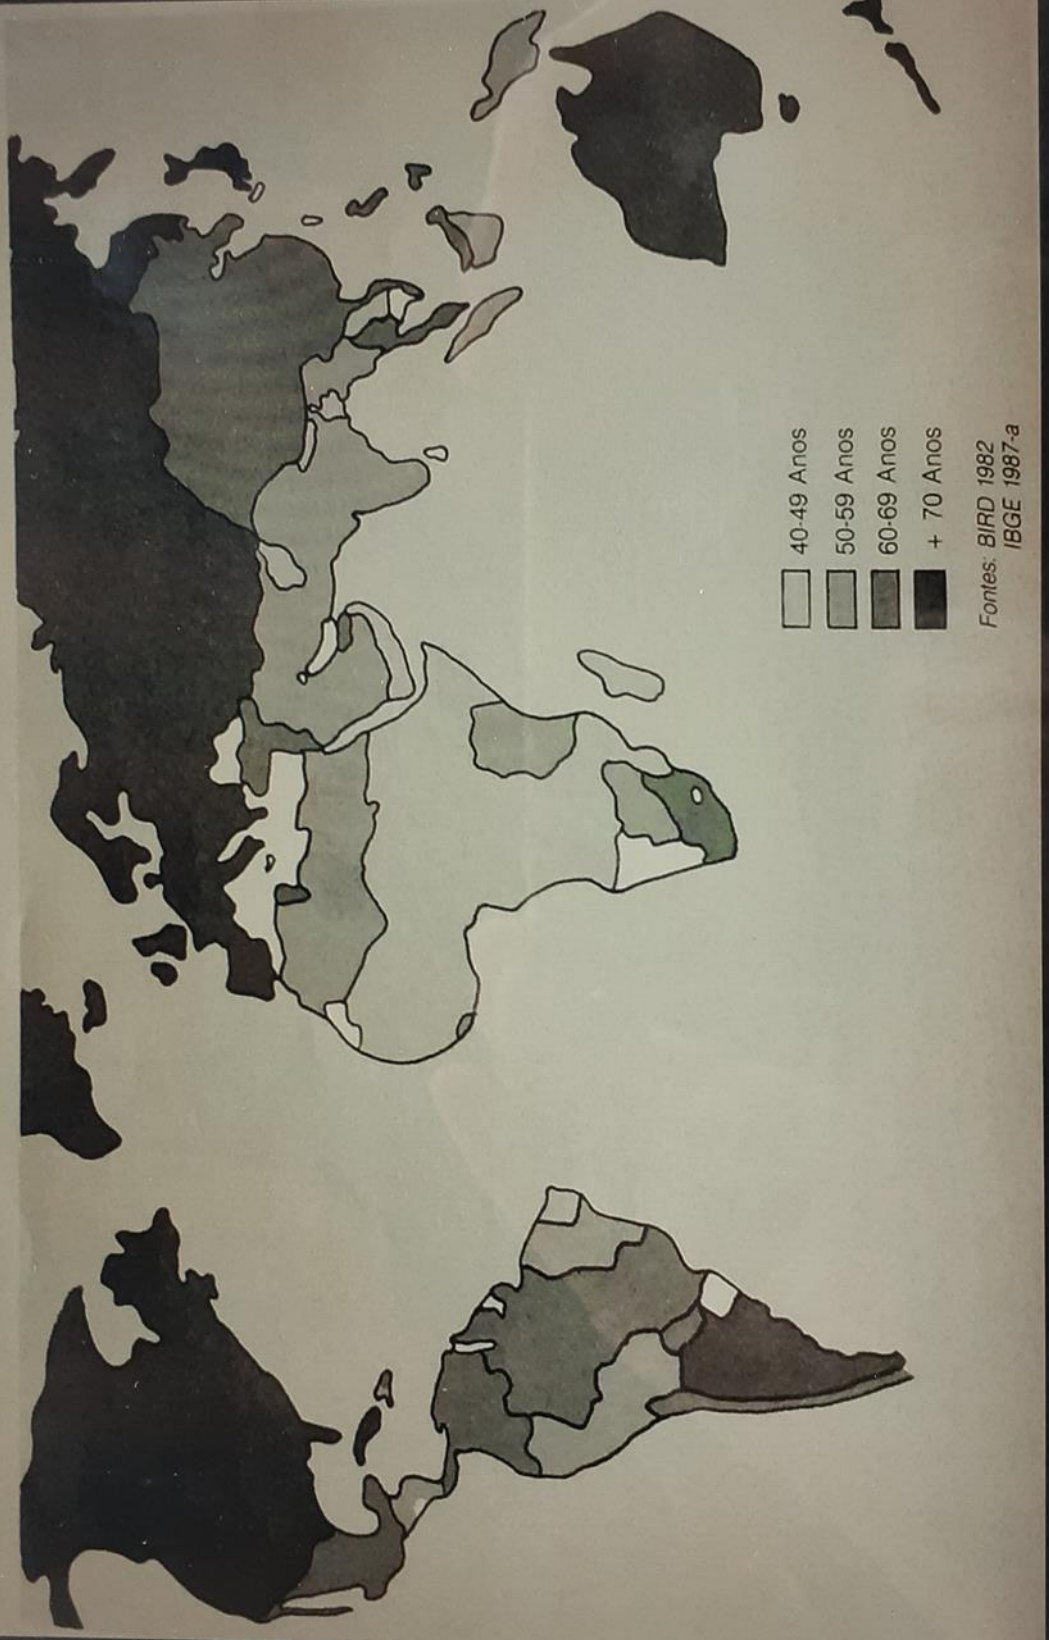 40-49 Anos
50-59 Anos
60-69 Anos
+ 70 Anos
Fontes: BIRD 1982
IBGE 1987-a